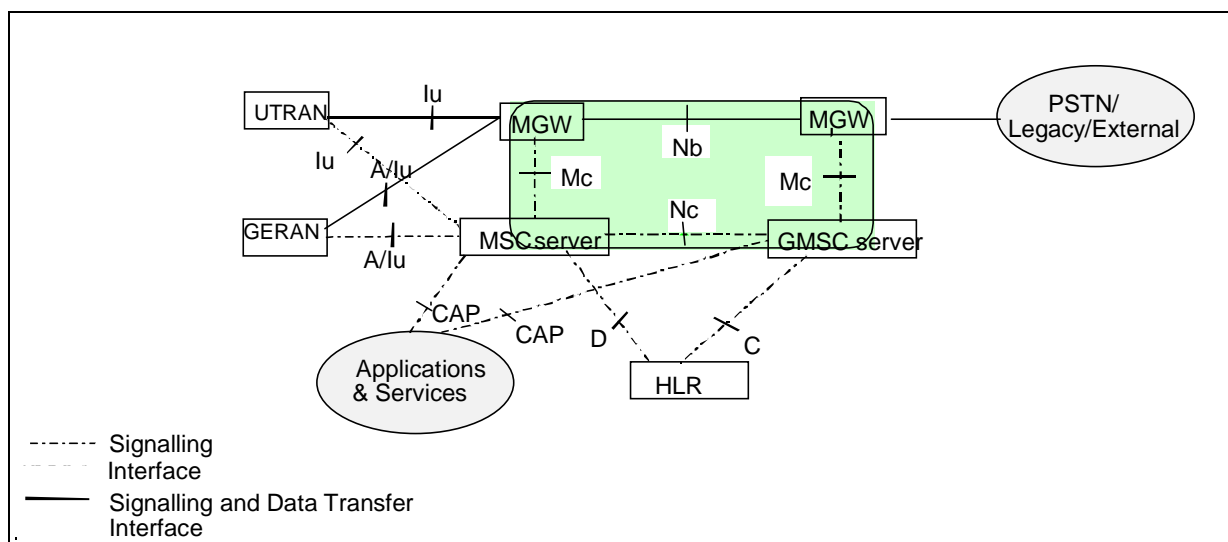 Iu
UTRAN
MGW
MGW
PSTN/
Legacy/External
Nb
Iu
A/Iu
Mc
Mc
Nc
GERAN
MSC server
GMSC server
A/Iu
CAP
CAP
D
C
Applications
& Services
HLR
Signalling
Interface
Signalling and Data Transfer
Interface